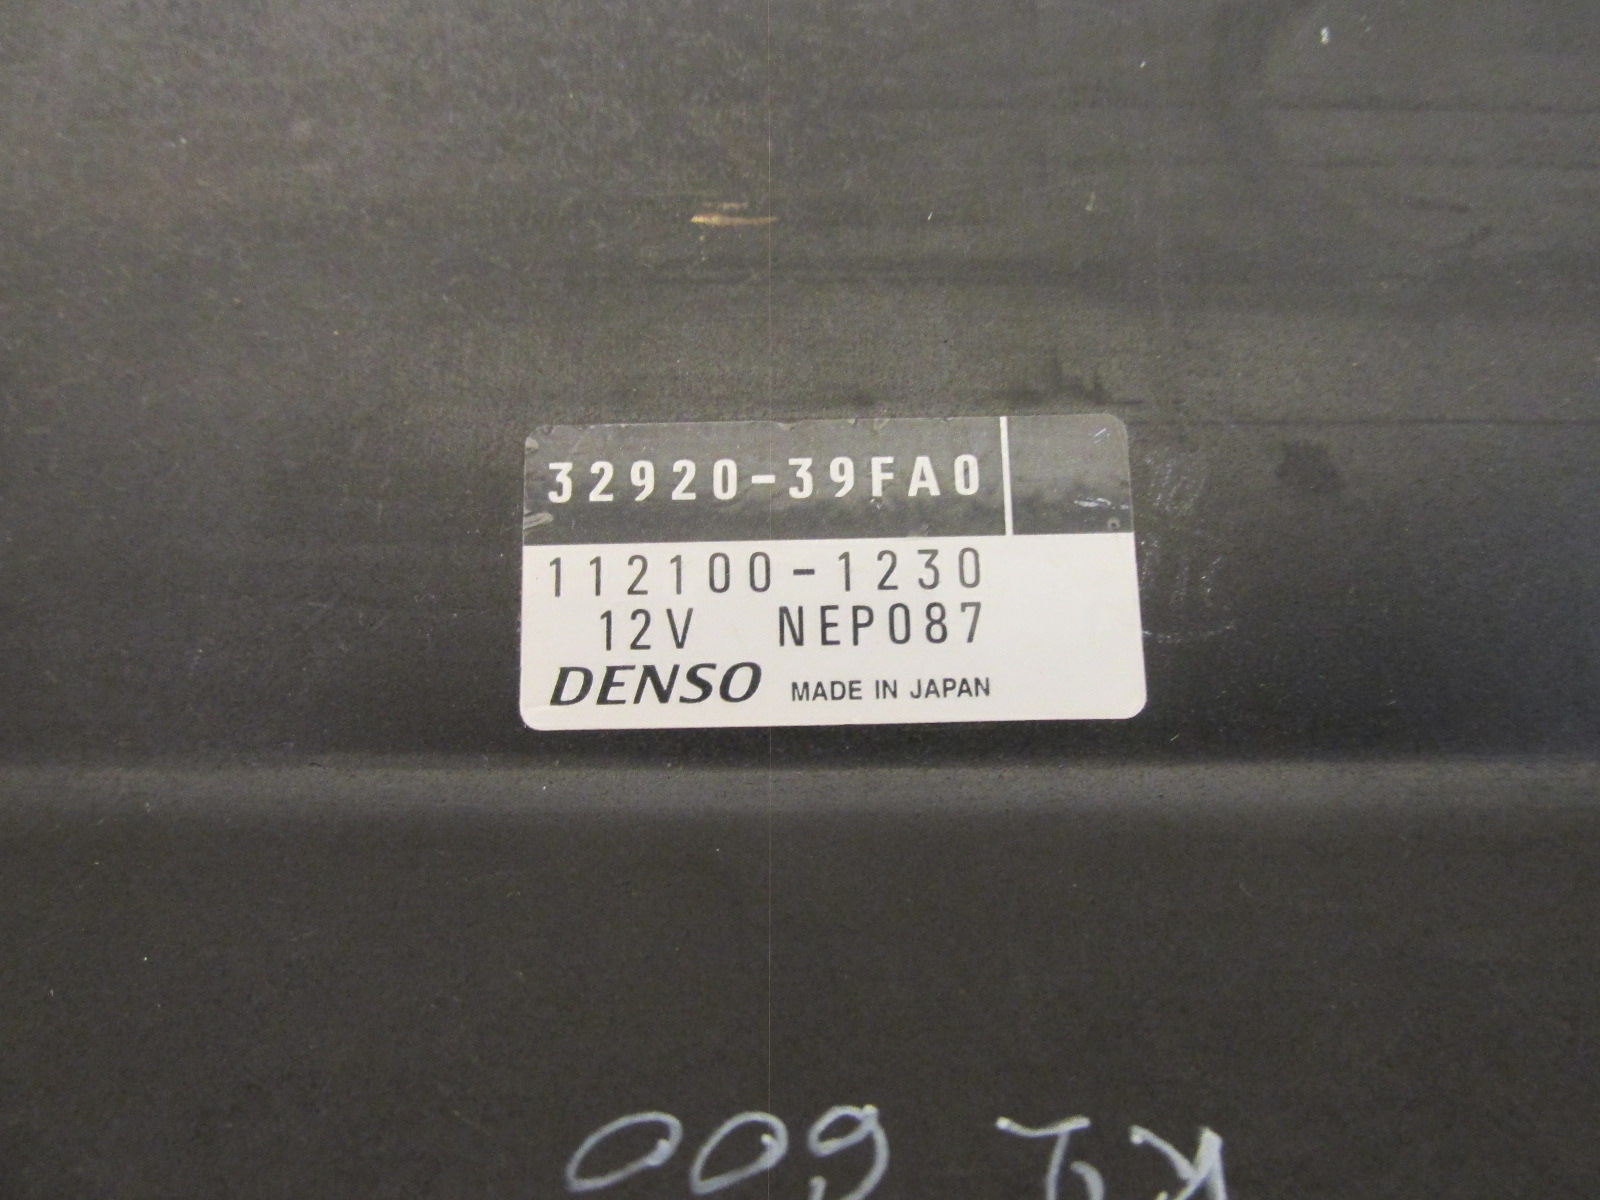 32920-39FA0
112100-1230
12V NEP087
DENSO MADE IN JAPAN